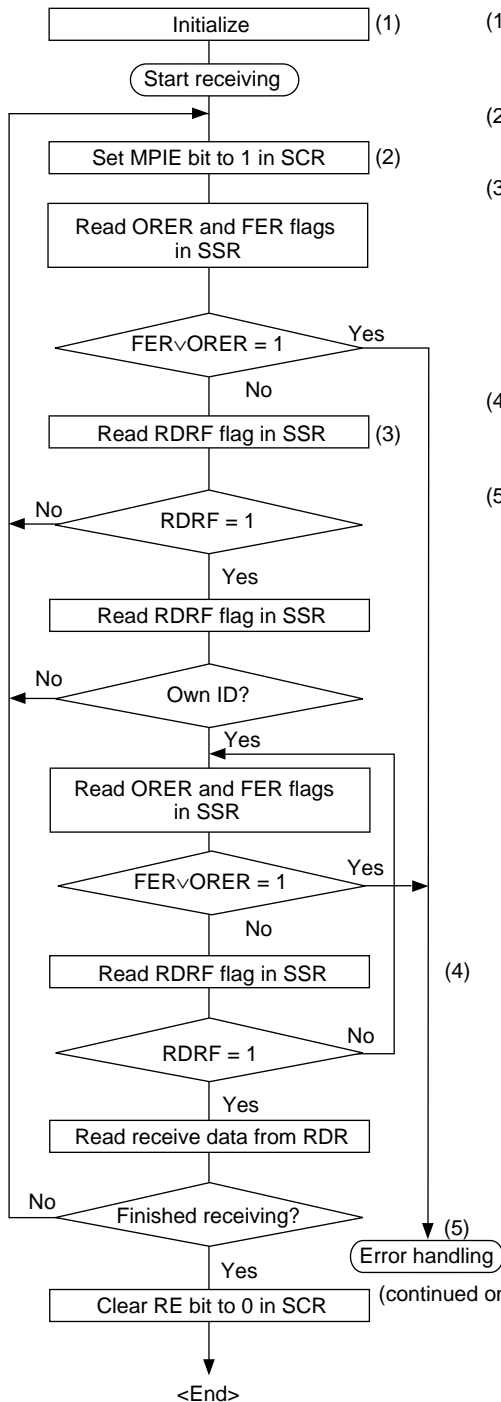 Initialize
(1)
(1
Start receiving
(2
Set MPIE bit to 1 in SCR
(2)
(3
Read ORER and FER flags
in SSR
FER∨ORER = 1
Yes
No
(4
Read RDRF flag in SSR
(3)
(5
No
RDRF = 1
Yes
Read RDRF flag in SSR
No
Own ID?
Yes
Read ORER and FER flags
in SSR
Yes
FER∨ORER = 1
No
Read RDRF flag in SSR
(4)
No
RDRF = 1
Yes
Read receive data from RDR
No
Finished receiving?
(5)
Error handling
Yes
Clear RE bit to 0 in SCR
(continued or
<End>